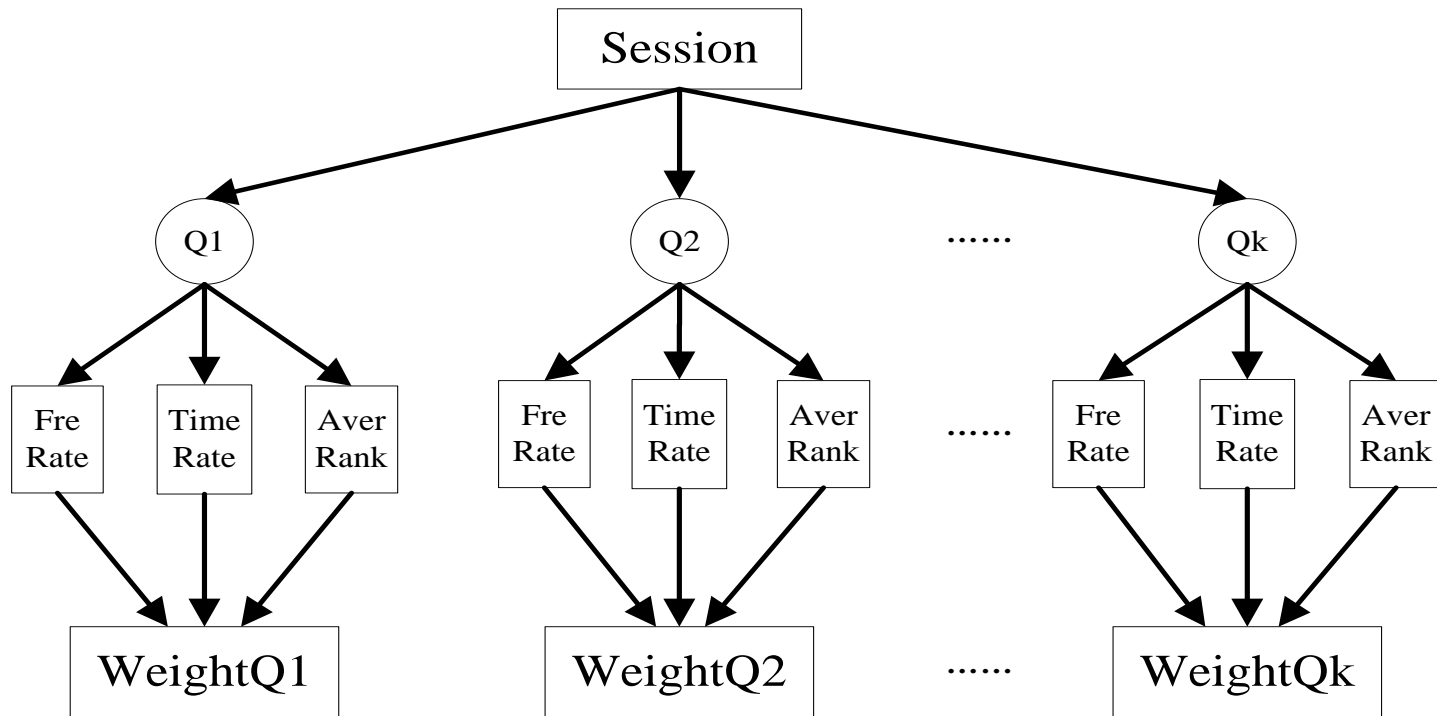 Session
Q1 Q2 ...... Qk
Fre Time Aver Fre Time Aver ...... Fre Time Aver
Rate Rate Rank Rate Rate Rank Rate Rate Rank
WeightQ1 WeightQ2 ...... WeightQk